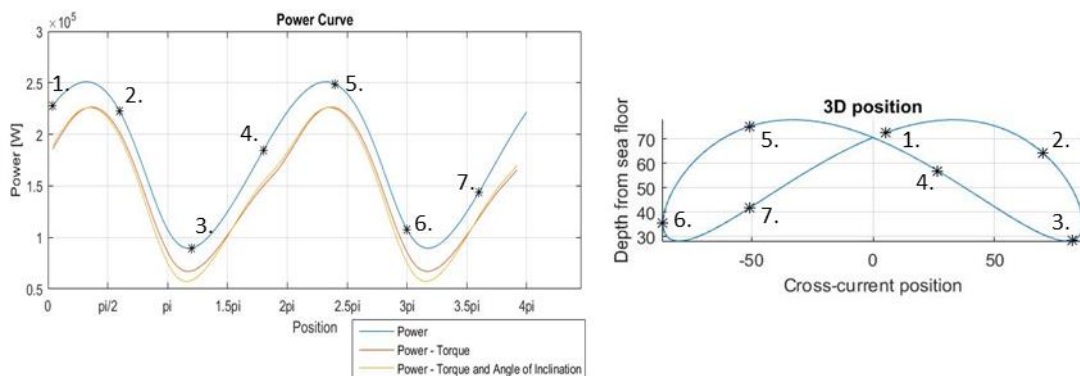 Power Curve
×10⁵
3
2.5
2
1.5
1
0.5
Power [W]
1.
2.
3.
4.
5.
6.
7.
0
pi/2
pi
1.5pi
2pi
2.5pi
3pi
3.5pi
4pi
Position
Power
Power - Torque
Power - Torque and Angle of Inclination
3D position
Depth from sea floor
70
60
50
40
30
5.
1.
2.
4.
6.
7.
3.
-50
0
50
Cross-current position